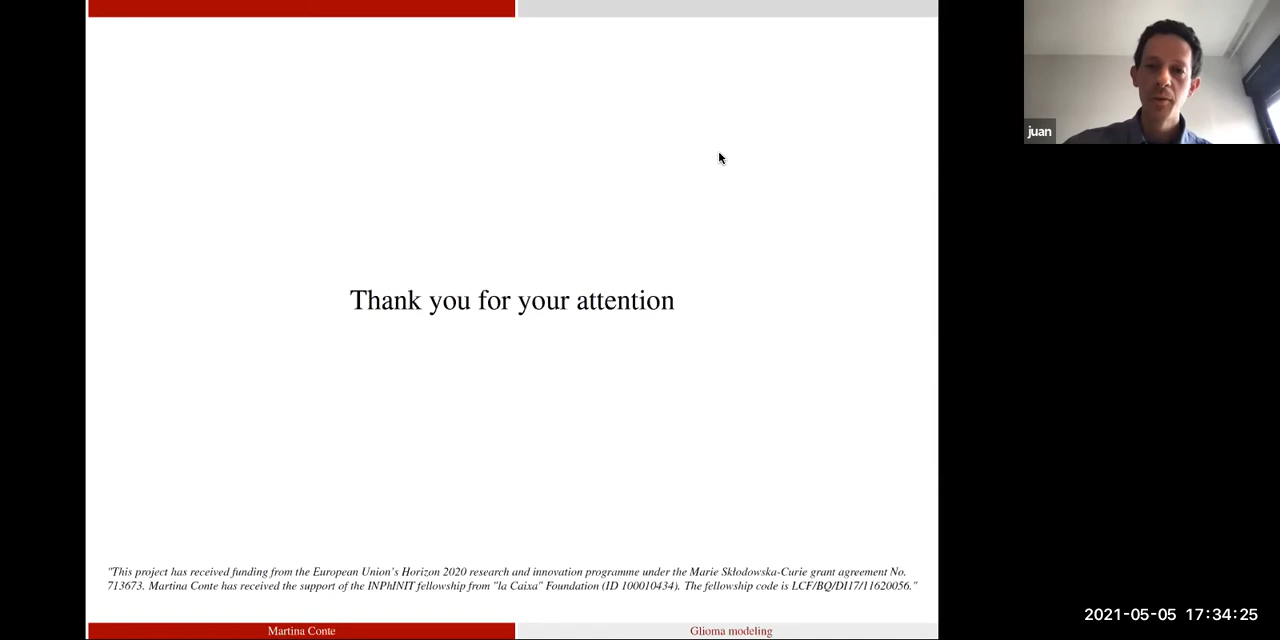 juan
Thank you for your attention
"This project has received funding from the European Union's Horizon 2020 research and innovation programme under the Marie Skłodowska-Curie grant agreement No.
713673. Martina Conte has received the support of the INPhINIT fellowship from "la Caixa" Foundation (ID 100010434). The fellowship code is LCF/BQ/DI17/11620056."
2021-05-05 17:34:25
Martina Conte
Glioma modeling